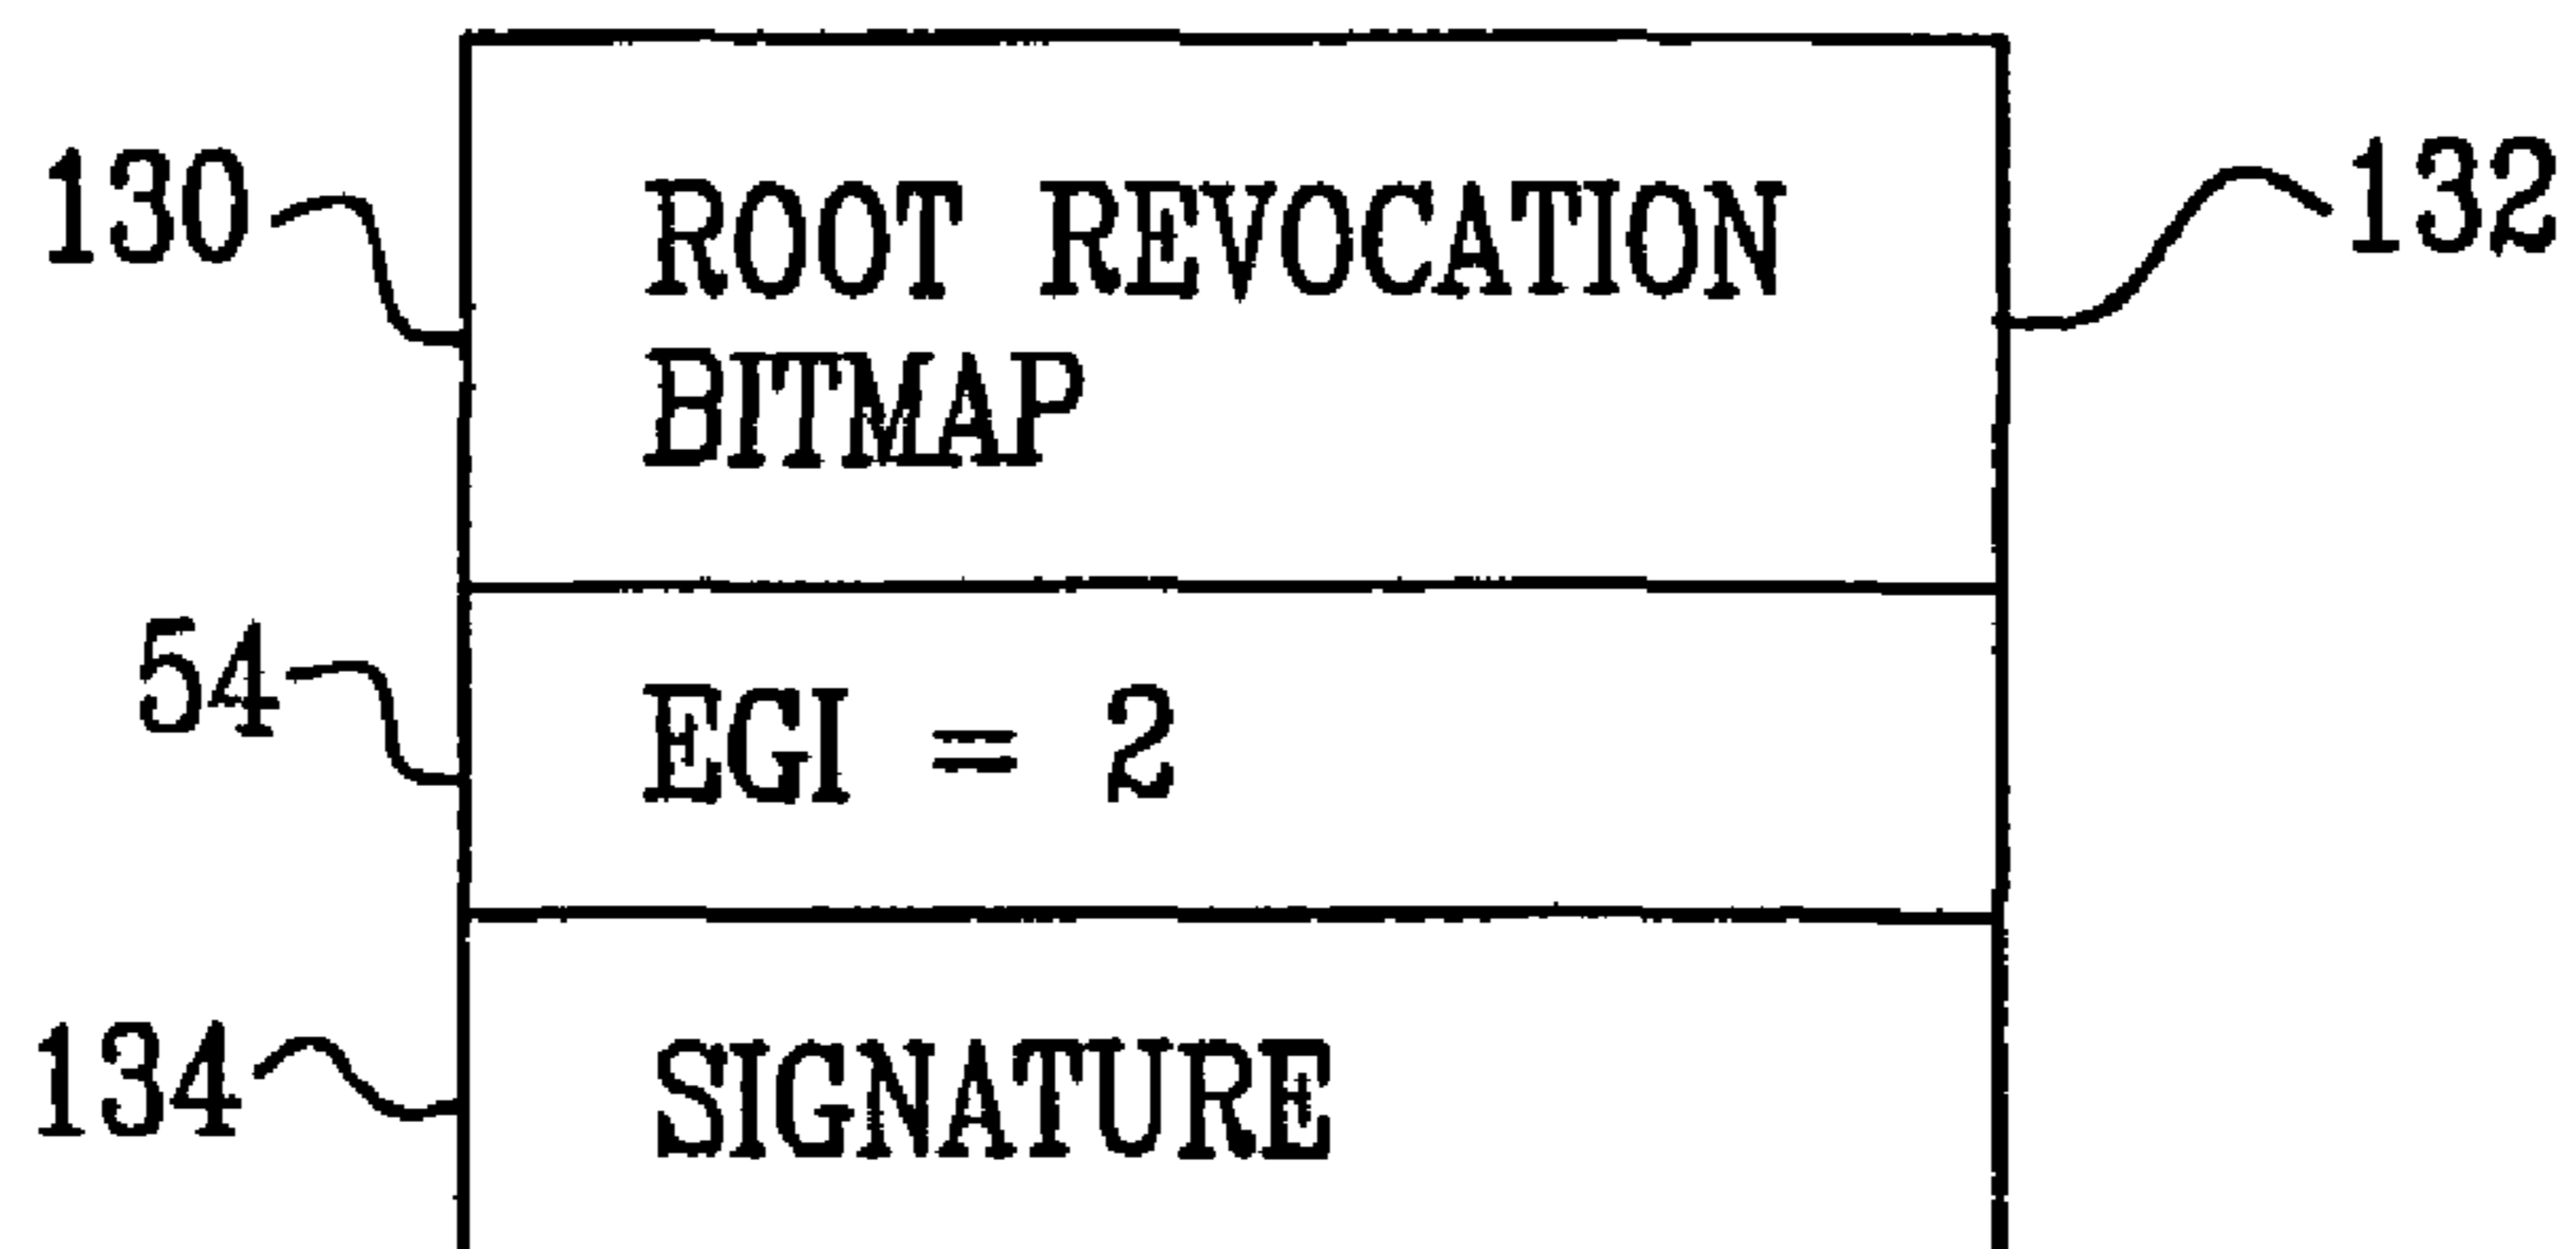 130
ROOT REVOCATION
132
BITMAP
54
EGI = 2
134
SIGNATURE